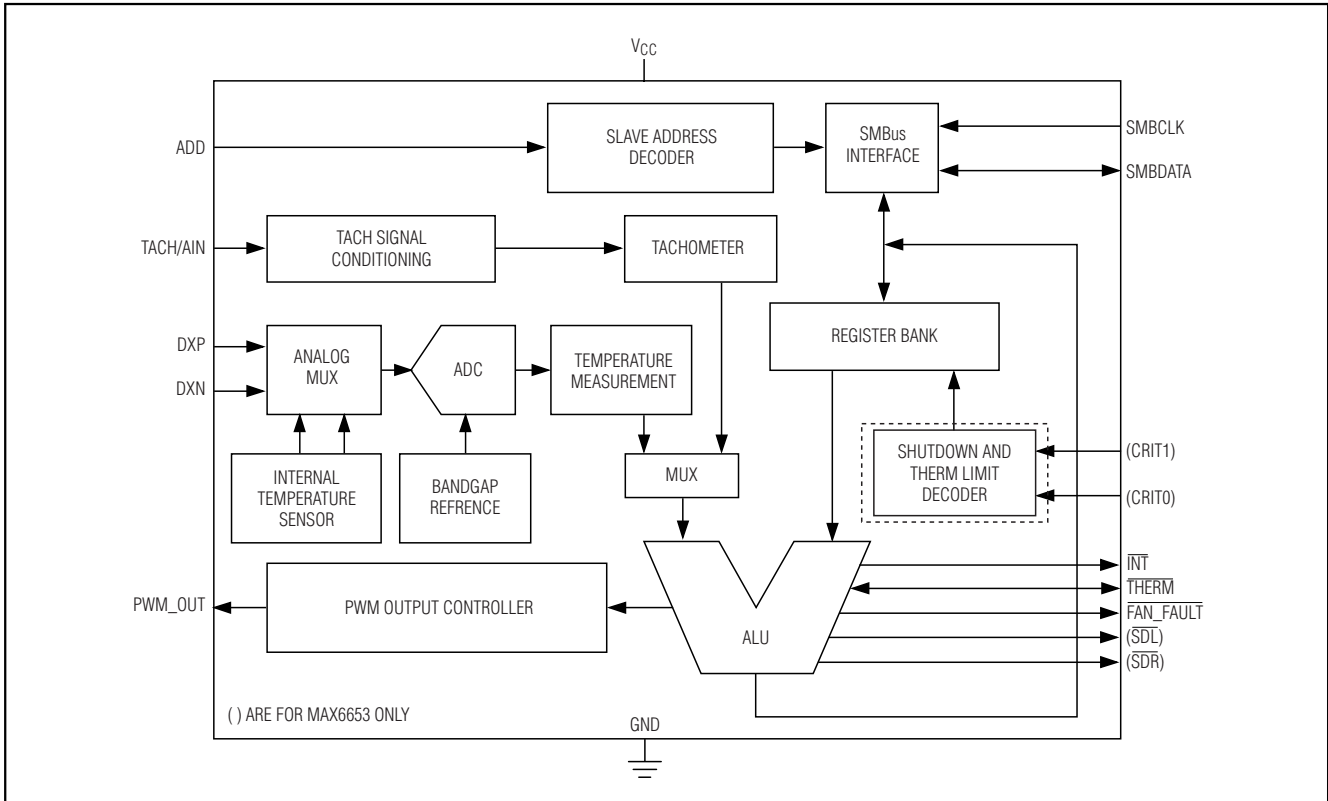 VCC
ADD
SLAVE ADDRESS
DECODER
SMBus
INTERFACE
SMBCLK
SMBDATA
TACH/AIN
TACH SIGNAL
CONDITIONING
TACHOMETER
REGISTER BANK
DXP
DXN
ANALOG
MUX
ADC
TEMPERATURE
MEASUREMENT
INTERNAL
TEMPERATURE
SENSOR
BANDGAP
REFRENCE
MUX
SHUTDOWN AND
THERM LIMIT
DECODER
(CRIT1)
(CRIT0)
PWM_OUT
PWM OUTPUT CONTROLLER
ALU
INT
THERM
FAN_FAULT
(SDL)
(SDR)
( ) ARE FOR MAX6653 ONLY
GND